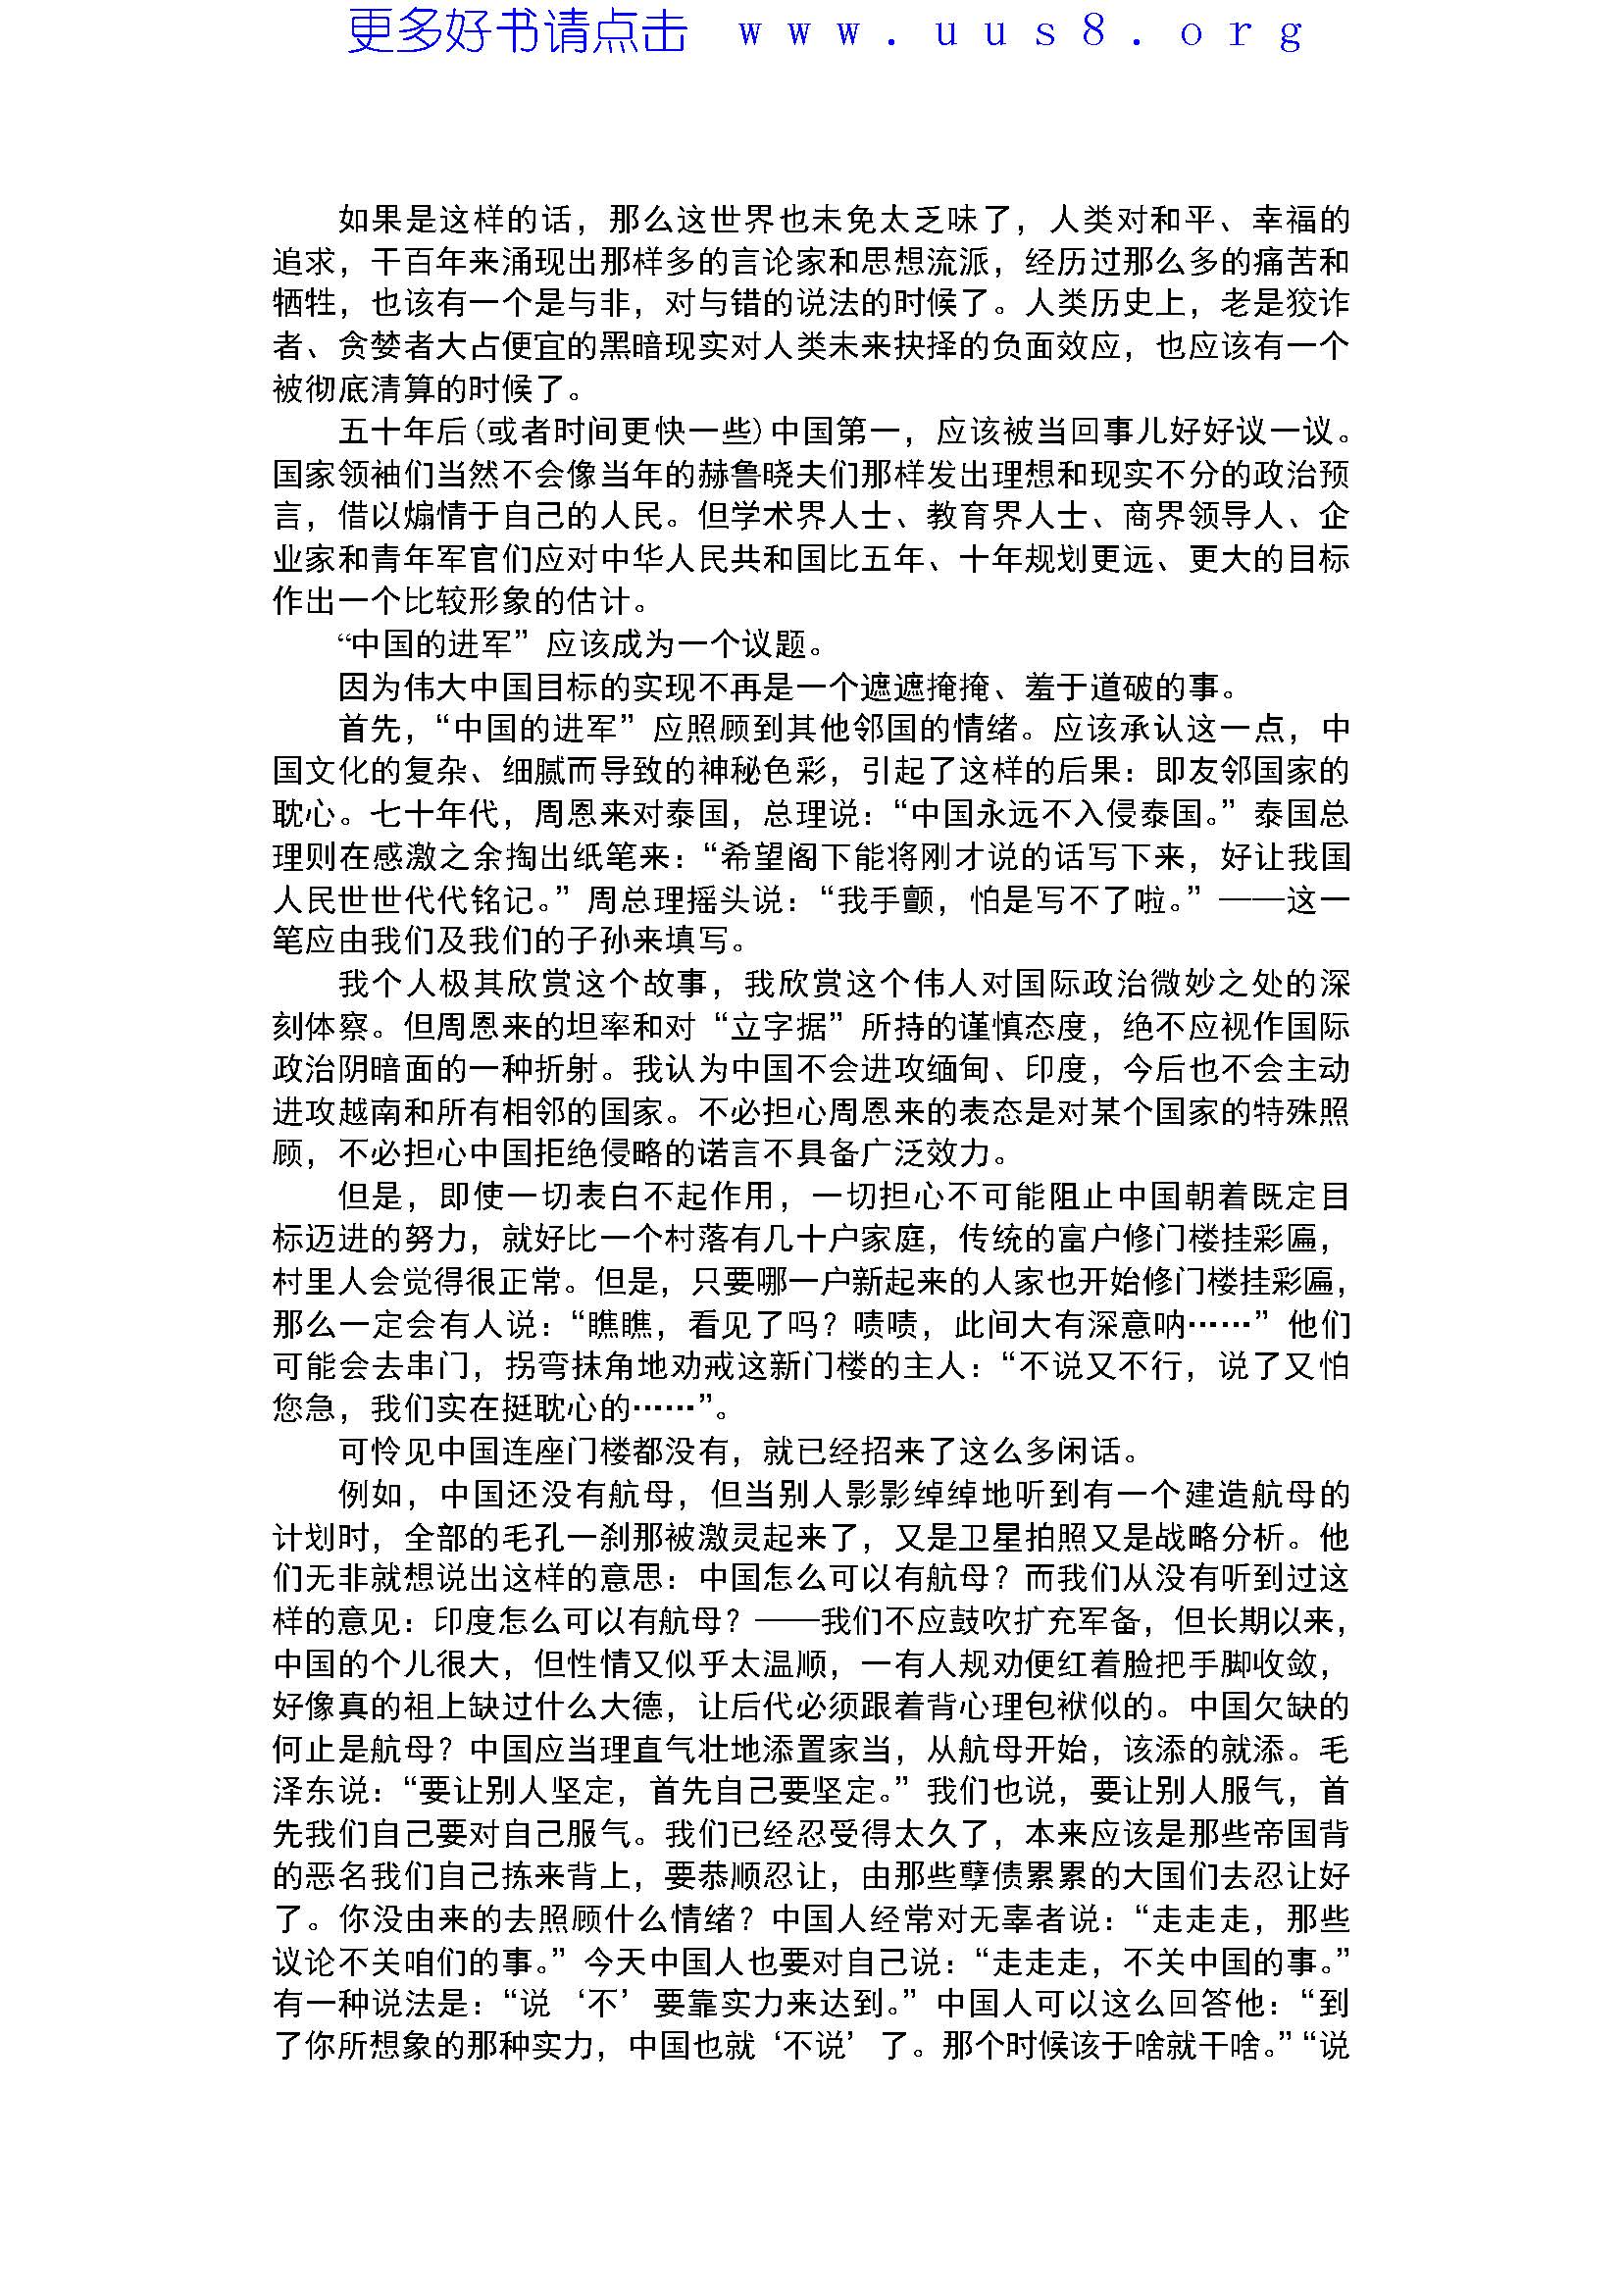 更多好书请点击 www.uus8.org
如果是这样的话，那么这世界也未免太乏味了，人类对和平、幸福的
追求，干百年来涌现出那样多的言论家和思想流派，经历过那么多的痛苦和
牺牲，也该有一个是与非，对与错的说法的时候了。人类历史上，老是狡诈
者、贪婪者大占便宜的黑暗现实对人类未来抉择的负面效应，也应该有一个
被彻底清算的时候了。
五十年后(或者时间更快一些)中国第一，应该被当回事儿好好议一议。
国家领袖们当然不会像当年的赫鲁晓夫们那样发出理想和现实不分的政治预
言，借以煽情于自己的人民。但学术界人士、教育界人士、商界领导人、企
业家和青年军官们应对中华人民共和国比五年、十年规划更远、更大的目标
作出一个比较形象的估计。
“中国的进军”应该成为一个议题。
因为伟大中国目标的实现不再是一个遮遮掩掩、羞于道破的事。
首先，“中国的进军”应照顾到其他邻国的情绪。应该承认这一点，中
国文化的复杂、细腻而导致的神秘色彩，引起了这样的后果：即友邻国家的
耽心。七十年代，周恩来对泰国，总理说：“中国永远不入侵泰国。”泰国总
理则在感激之余掏出纸笔来：“希望阁下能将刚才说的话写下来，好让我国
人民世世代代铭记。”周总理摇头说：“我手颤，怕是写不了啦。”——这一
笔应由我们及我们的子孙来填写。
我个人极其欣赏这个故事，我欣赏这个伟人对国际政治微妙之处的深
刻体察。但周恩来的坦率和对“立字据”所持的谨慎态度，绝不应视作国际
政治阴暗面的一种折射。我认为中国不会进攻缅甸、印度，今后也不会主动
进攻越南和所有相邻的国家。不必担心周恩来的表态是对某个国家的特殊照
顾，不必担心中国拒绝侵略的诺言不具备广泛效力。
但是，即使一切表白不起作用，一切担心不可能阻止中国朝着既定目
标迈进的努力，就好比一个村落有几十户家庭，传统的富户修门楼挂彩匾，
村里人会觉得很正常。但是，只要哪一户新起来的人家也开始修门楼挂彩匾，
那么一定会有人说：“瞧瞧，看见了吗？啧啧，此间大有深意呐……”他们
可能会去串门，拐弯抹角地劝戒这新门楼的主人：“不说又不行，说了又怕
您急，我们实在挺耽心的……”。
可怜见中国连座门楼都没有，就已经招来了这么多闲话。
例如，中国还没有航母，但当别人影影绰绰地听到有一个建造航母的
计划时，全部的毛孔一刹那被激灵起来了，又是卫星拍照又是战略分析。他
们无非就想说出这样的意思：中国怎么可以有航母？而我们从没有听到过这
样的意见：印度怎么可以有航母？——我们不应鼓吹扩充军备，但长期以来，
中国的个儿很大，但性情又似乎太温顺，一有人规劝便红着脸把手脚收敛，
好像真的祖上缺过什么大德，让后代必须跟着背心理包袱似的。中国欠缺的
何止是航母？中国应当理直气壮地添置家当，从航母开始，该添的就添。毛
泽东说：“要让别人坚定，首先自己要坚定。”我们也说，要让别人服气，首
先我们自己要对自己服气。我们已经忍受得太久了，本来应该是那些帝国背
的恶名我们自己拣来背上，要恭顺忍让，由那些孽债累累的大国们去忍让好
了。你没由来的去照顾什么情绪？中国人经常对无辜者说：“走走走，那些
议论不关咱们的事。”今天中国人也要对自己说：“走走走，不关中国的事。”
有一种说法是：“说‘不’要靠实力来达到。”中国人可以这么回答他：“到
了你所想象的那种实力，中国也就‘不说’了。那个时候该于啥就干啥。”“说